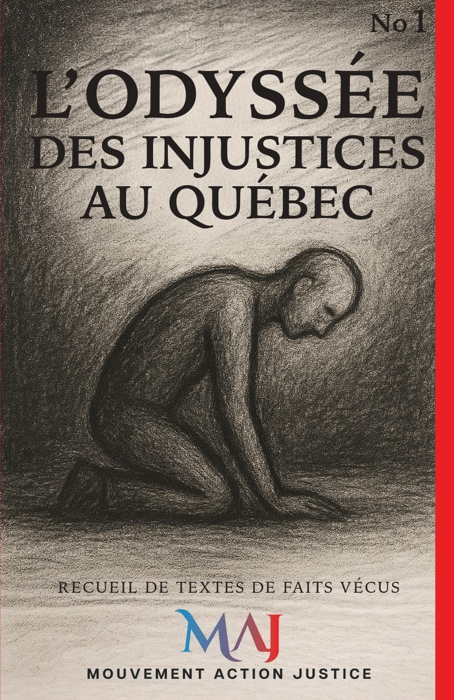 No 1
L'ODYSSÉE
DES INJUSTICES
AU QUÉBEC
RECUEIL DE TEXTES DE FAITS VÉCUS
MAJ
MOUVEMENT ACTION JUSTICE